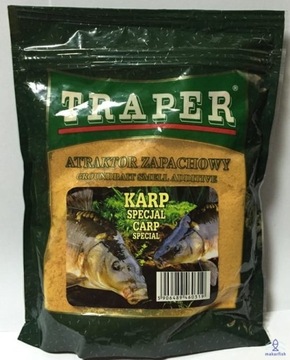 TRAPER
ATRAKTOR ZAPACHOWY
GROUNDBAIT SMELL ADDITIVE
KARP
SPECJAL
CARP
SPECIAL